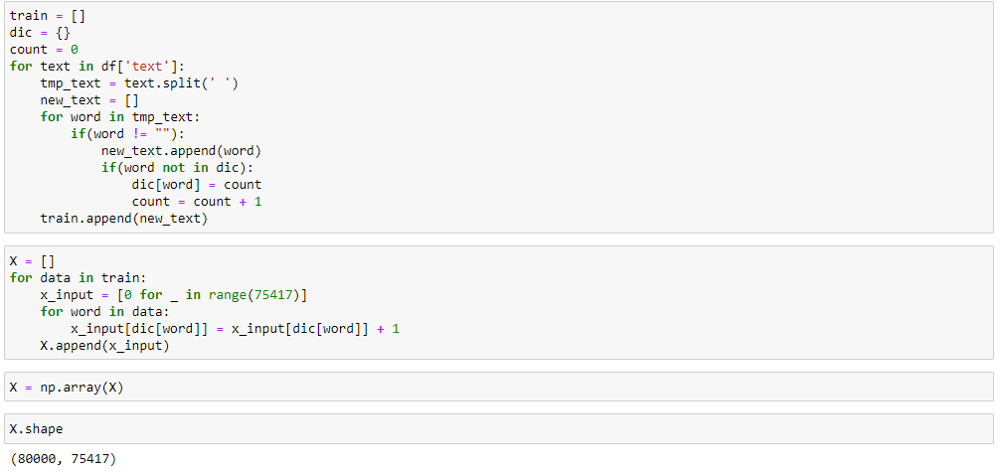 train = []
dic = {}
count = 0
for text in df['text']:
    tmp_text = text.split(' ')
    new_text = []
    for word in tmp_text:
        if(word != ""):
            new_text.append(word)
            if(word not in dic):
                dic[word] = count
                count = count + 1
    train.append(new_text)
X = []
for data in train:
    x_input = [0 for _ in range(75417)]
    for word in data:
        x_input[dic[word]] = x_input[dic[word]] + 1
    X.append(x_input)
X = np.array(X)
X.shape
(80000, 75417)